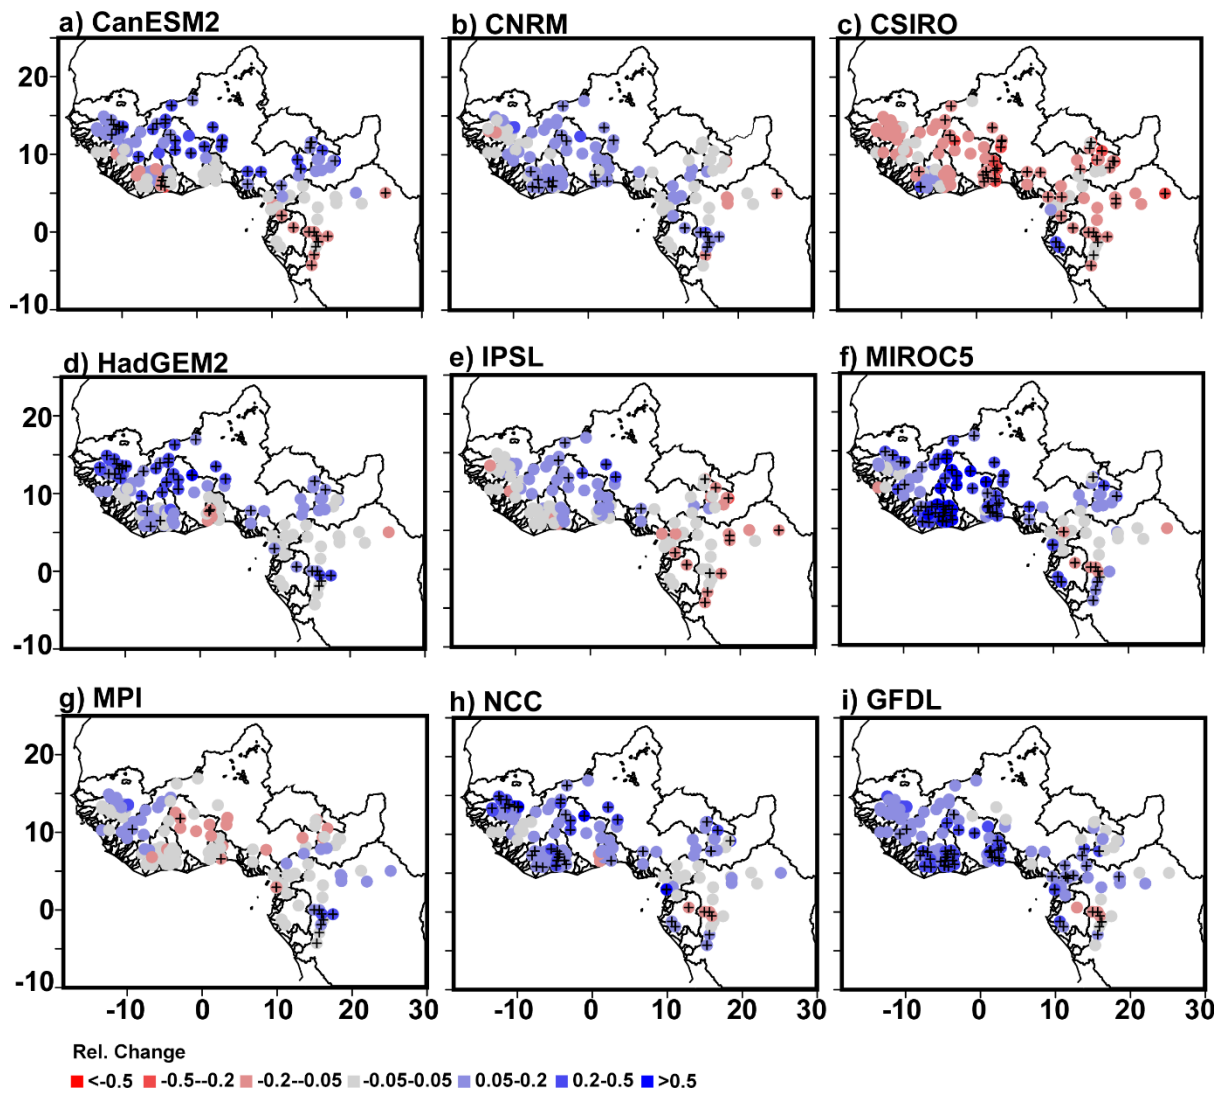 a) CanESM2
b) CNRM
c) CSIRO
20
10
0
-10
d) HadGEM2
e) IPSL
f) MIROC5
20
10
0
-10
g) MPI
h) NCC
i) GFDL
20
10
0
-10
-10 0 10 20 30
-10 0 10 20
-10 0 10 20 30
Rel. Change
<-0.5 -0.5--0.2 -0.2--0.05 -0.05-0.05 0.05-0.2 0.2-0.5 >0.5